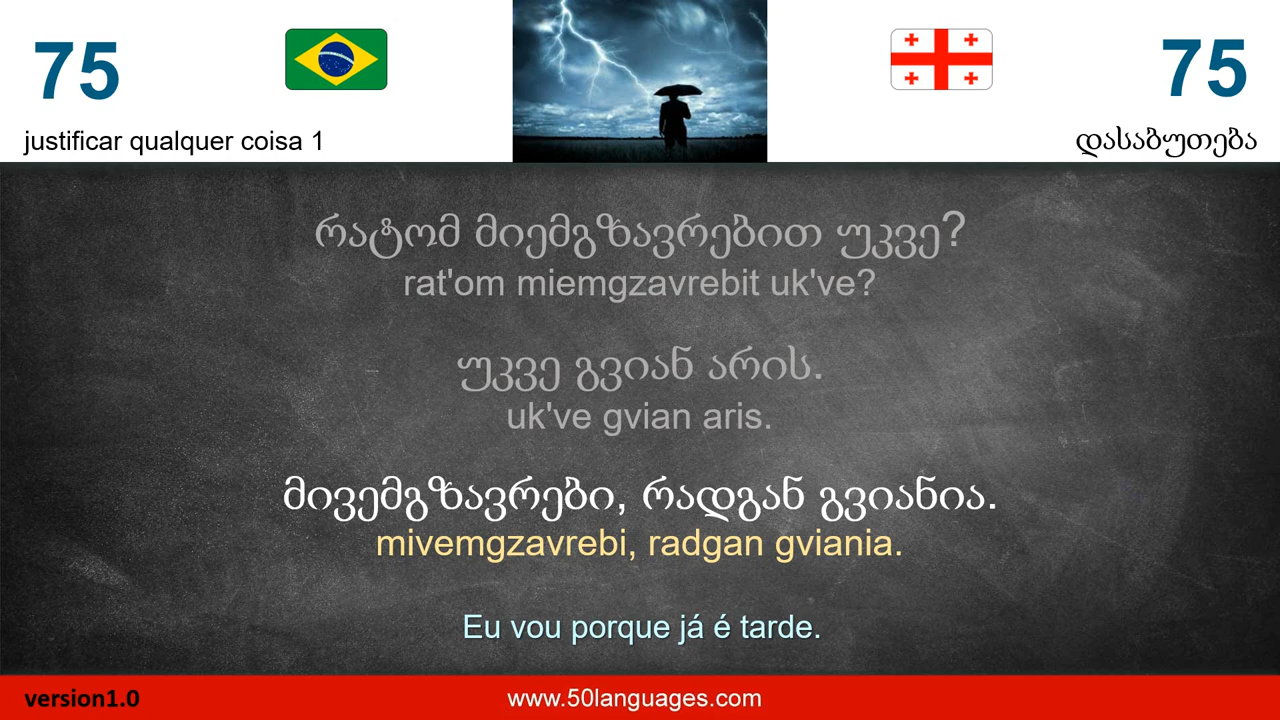 75
75
justificar qualquer coisa 1
დასაბუთება
რატომ მიემგზავრებით უკვე?
rat'om miemgzavrebit uk've?
უკვე გვიან არის.
uk've gvian aris.
მივემგზავრები, რადგან გვიანია.
mivemgzavrebi, radgan gviania.
Eu vou porque já é tarde.
version1.0
www.50languages.com